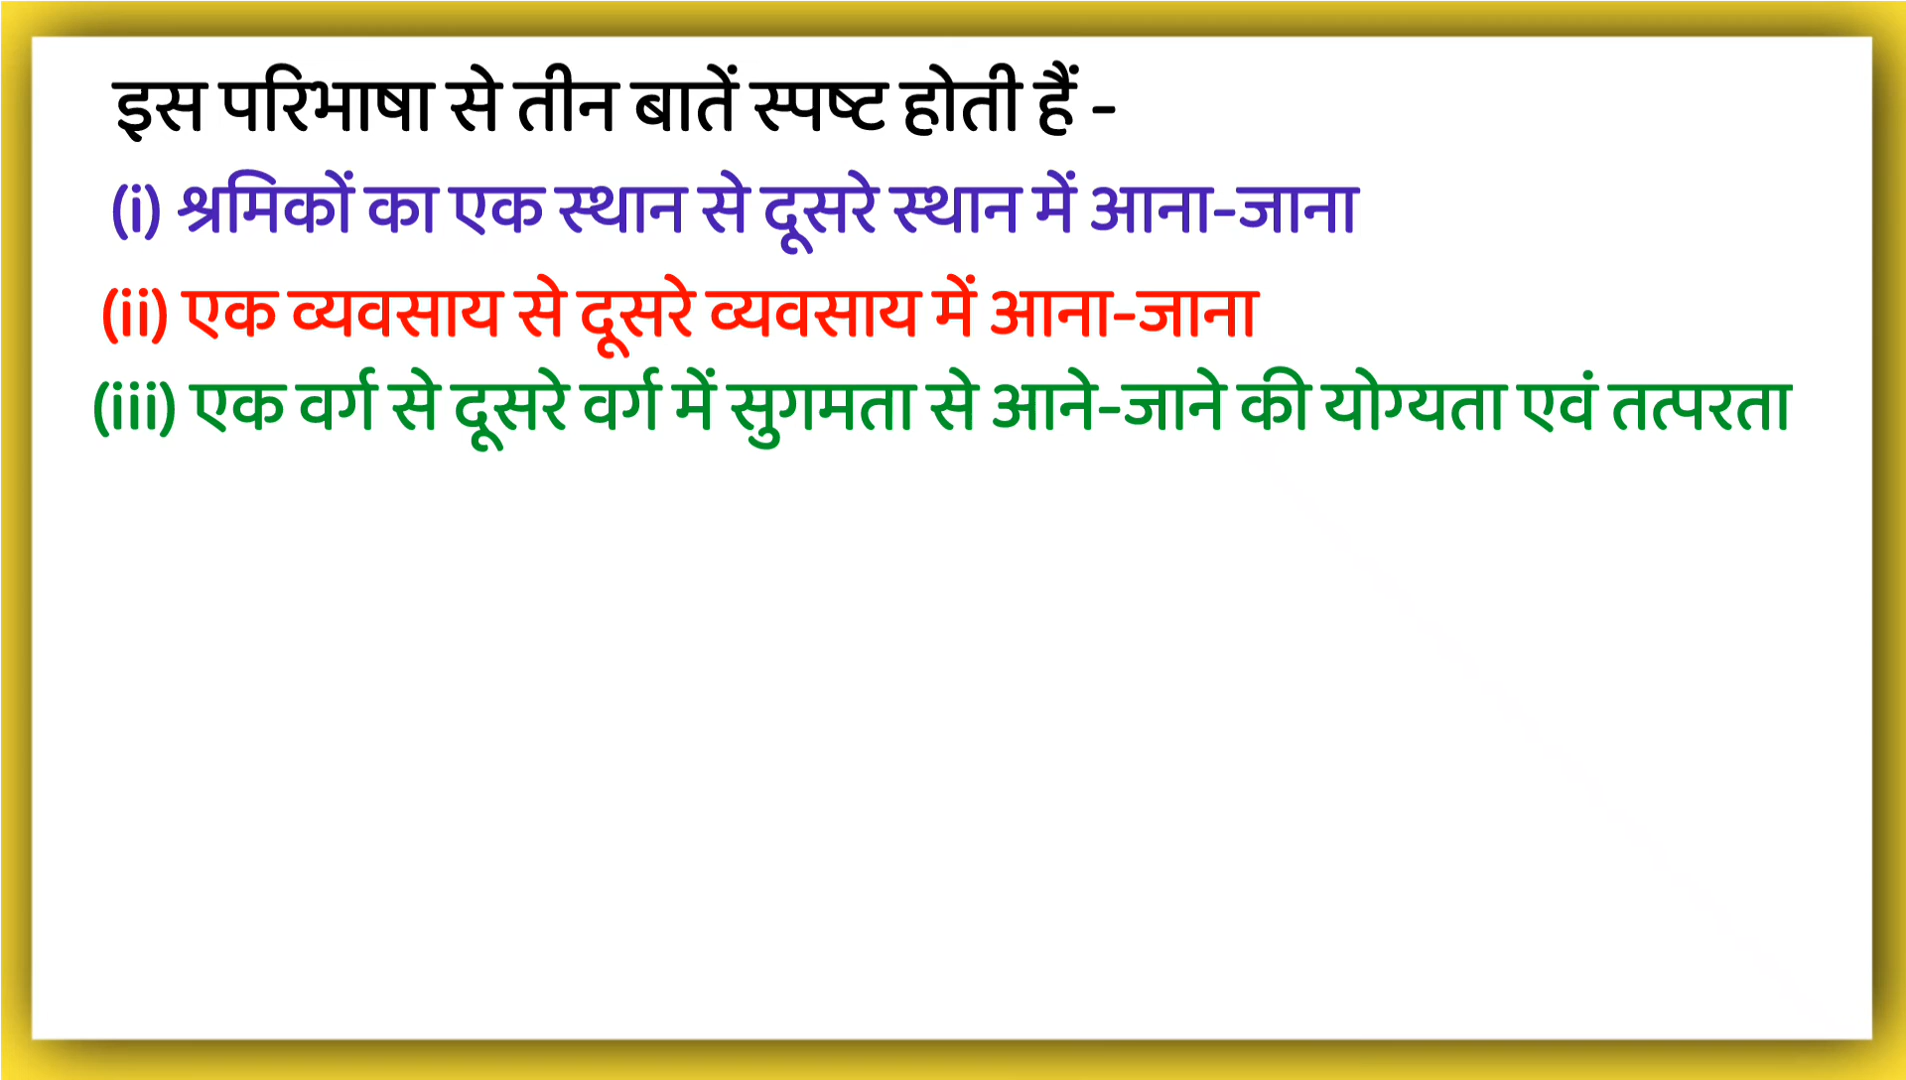 इस परिभाषा से तीन बातें स्पष्ट होती हैं -
(i) श्रमिकों का एक स्थान से दूसरे स्थान में आना-जाना
(ii) एक व्यवसाय से दूसरे व्यवसाय में आना-जाना
(iii) एक वर्ग से दूसरे वर्ग में सुगमता से आने-जाने की योग्यता एवं तत्परता